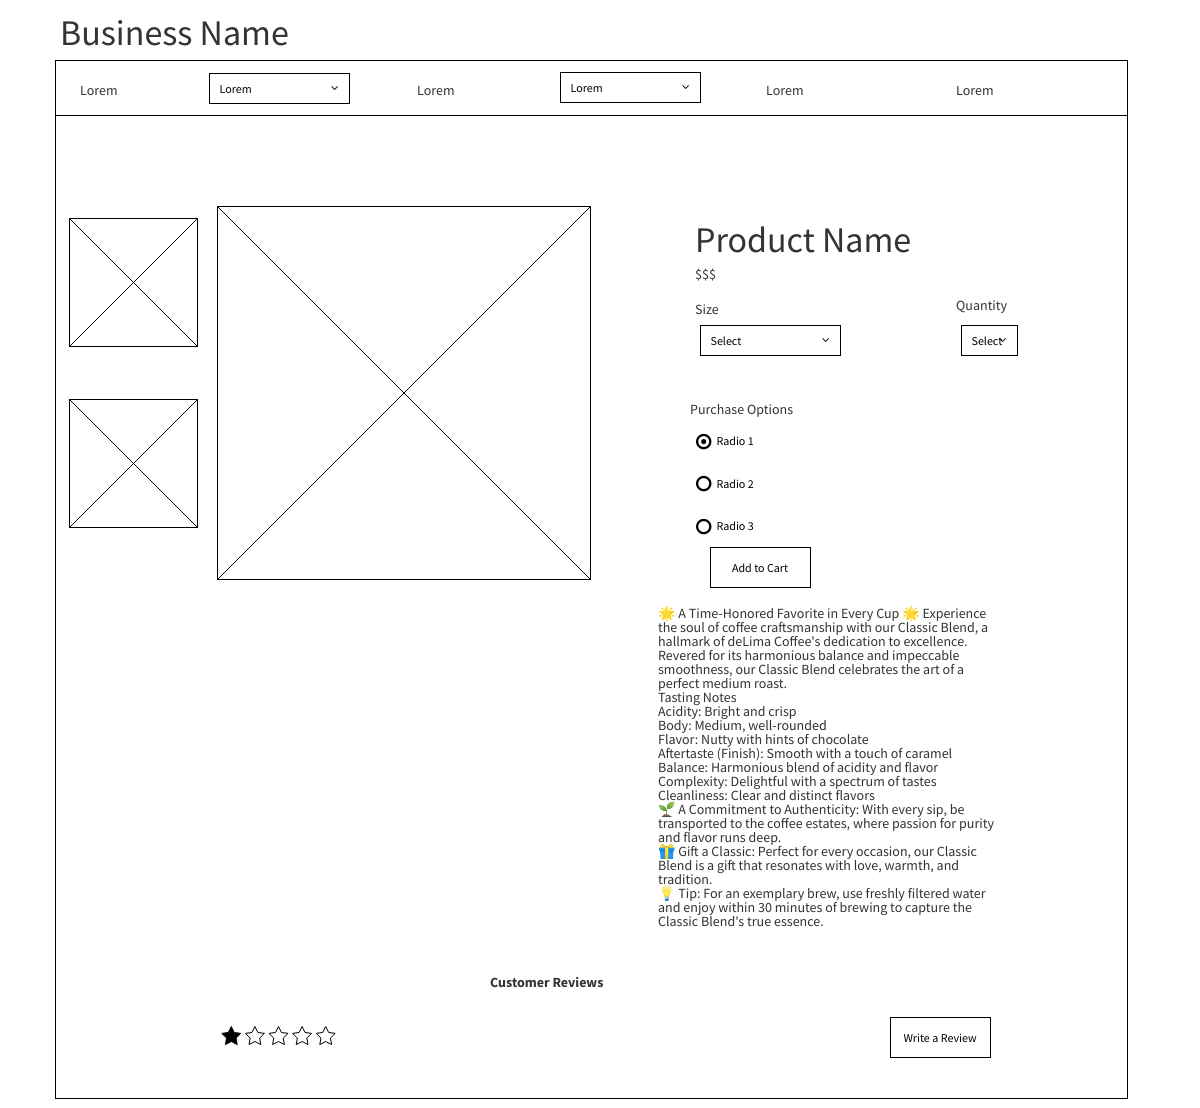 Business Name
Lorem Lorem Lorem Lorem Lorem Lorem
Product Name
$$$
Size Quantity
Select Select
Purchase Options
Radio 1
Radio 2
Radio 3
Add to Cart
🌟 A Time-Honored Favorite in Every Cup 🌟 Experience
the soul of coffee craftsmanship with our Classic Blend, a
hallmark of deLima Coffee's dedication to excellence.
Revered for its harmonious balance and impeccable
smoothness, our Classic Blend celebrates the art of a
perfect medium roast.
Tasting Notes
Acidity: Bright and crisp
Body: Medium, well-rounded
Flavor: Nutty with hints of chocolate
Aftertaste (Finish): Smooth with a touch of caramel
Balance: Harmonious blend of acidity and flavor
Complexity: Delightful with a spectrum of tastes
Cleanliness: Clear and distinct flavors
🌱 A Commitment to Authenticity: With every sip, be
transported to the coffee estates, where passion for purity
and flavor runs deep.
🎁 Gift a Classic: Perfect for every occasion, our Classic
Blend is a gift that resonates with love, warmth, and
tradition.
💡 Tip: For an exemplary brew, use freshly filtered water
and enjoy within 30 minutes of brewing to capture the
Classic Blend's true essence.
Customer Reviews
Write a Review